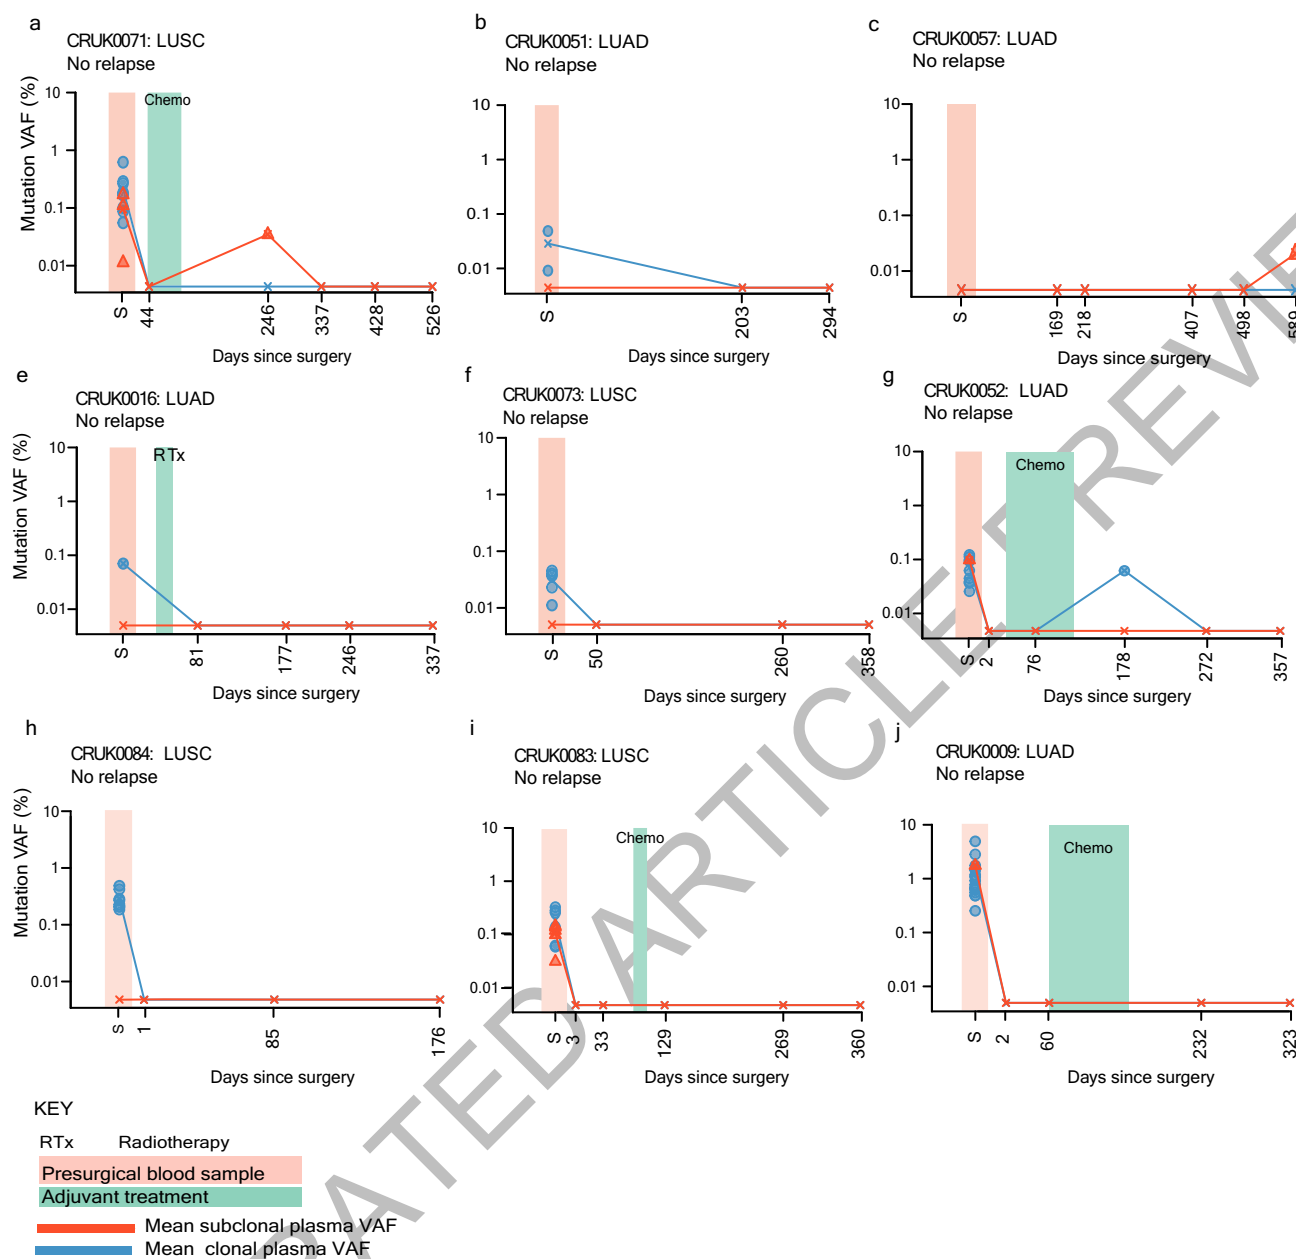 a
CRUK0071: LUSC
No relapse
Mutation VAF (%)
10
1
0.1
0.01
Chemo
S
44
246
337
428
526
Days since surgery
b
CRUK0051: LUAD
No relapse
10
1
0.1
0.01
S
203
294
Days since surgery
c
CRUK0057: LUAD
No relapse
10
1
0.1
0.01
S
169
218
407
498
589
Days since surgery
e
CRUK0016: LUAD
No relapse
Mutation VAF (%)
10
1
0.1
0.01
RTx
S
81
177
246
337
Days since surgery
f
CRUK0073: LUSC
No relapse
10
1
0.1
0.01
S
50
260
358
Days since surgery
g
CRUK0052: LUAD
No relapse
10
1
0.1
0.01
Chemo
S
2
76
178
272
357
Days since surgery
h
CRUK0084: LUSC
No relapse
Mutation VAF (%)
10
1
0.1
0.01
S
1
85
176
Days since surgery
i
CRUK0083: LUSC
No relapse
10
1
0.1
0.01
Chemo
S
3
33
129
269
360
Days since surgery
j
CRUK0009: LUAD
No relapse
10
1
0.1
0.01
Chemo
S
2
60
232
323
Days since surgery
KEY
RTx Radiotherapy
Presurgical blood sample
Adjuvant treatment
Mean subclonal plasma VAF
Mean clonal plasma VAF
RATED ARTICLE PREVIE